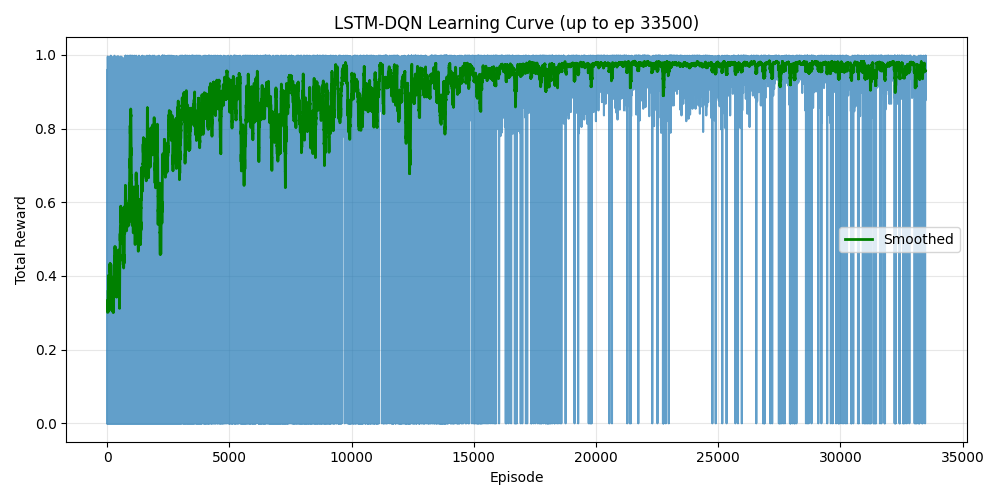 LSTM-DQN Learning Curve (up to ep 33500)
1.0
0.8
0.6
0.4
0.2
0.0
Total Reward
Smoothed
0 5000 10000 15000 20000 25000 30000 35000
Episode